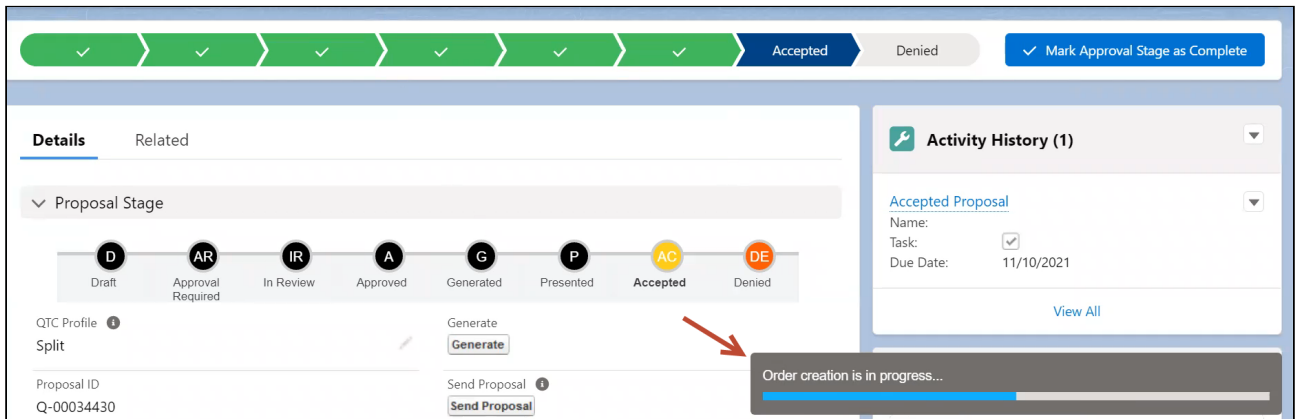 Accepted
Denied
Mark Approval Stage as Complete
Details
Related
Activity History (1)
Proposal Stage
Accepted Proposal
Name:
Task:
Due Date: 11/10/2021
View All
D
AR
IR
A
G
P
AC
DE
Draft
Approval
Required
In Review
Approved
Generated
Presented
Accepted
Denied
QTC Profile
Split
Generate
Generate
Proposal ID
Q-00034430
Send Proposal
Send Proposal
Order creation is in progress...